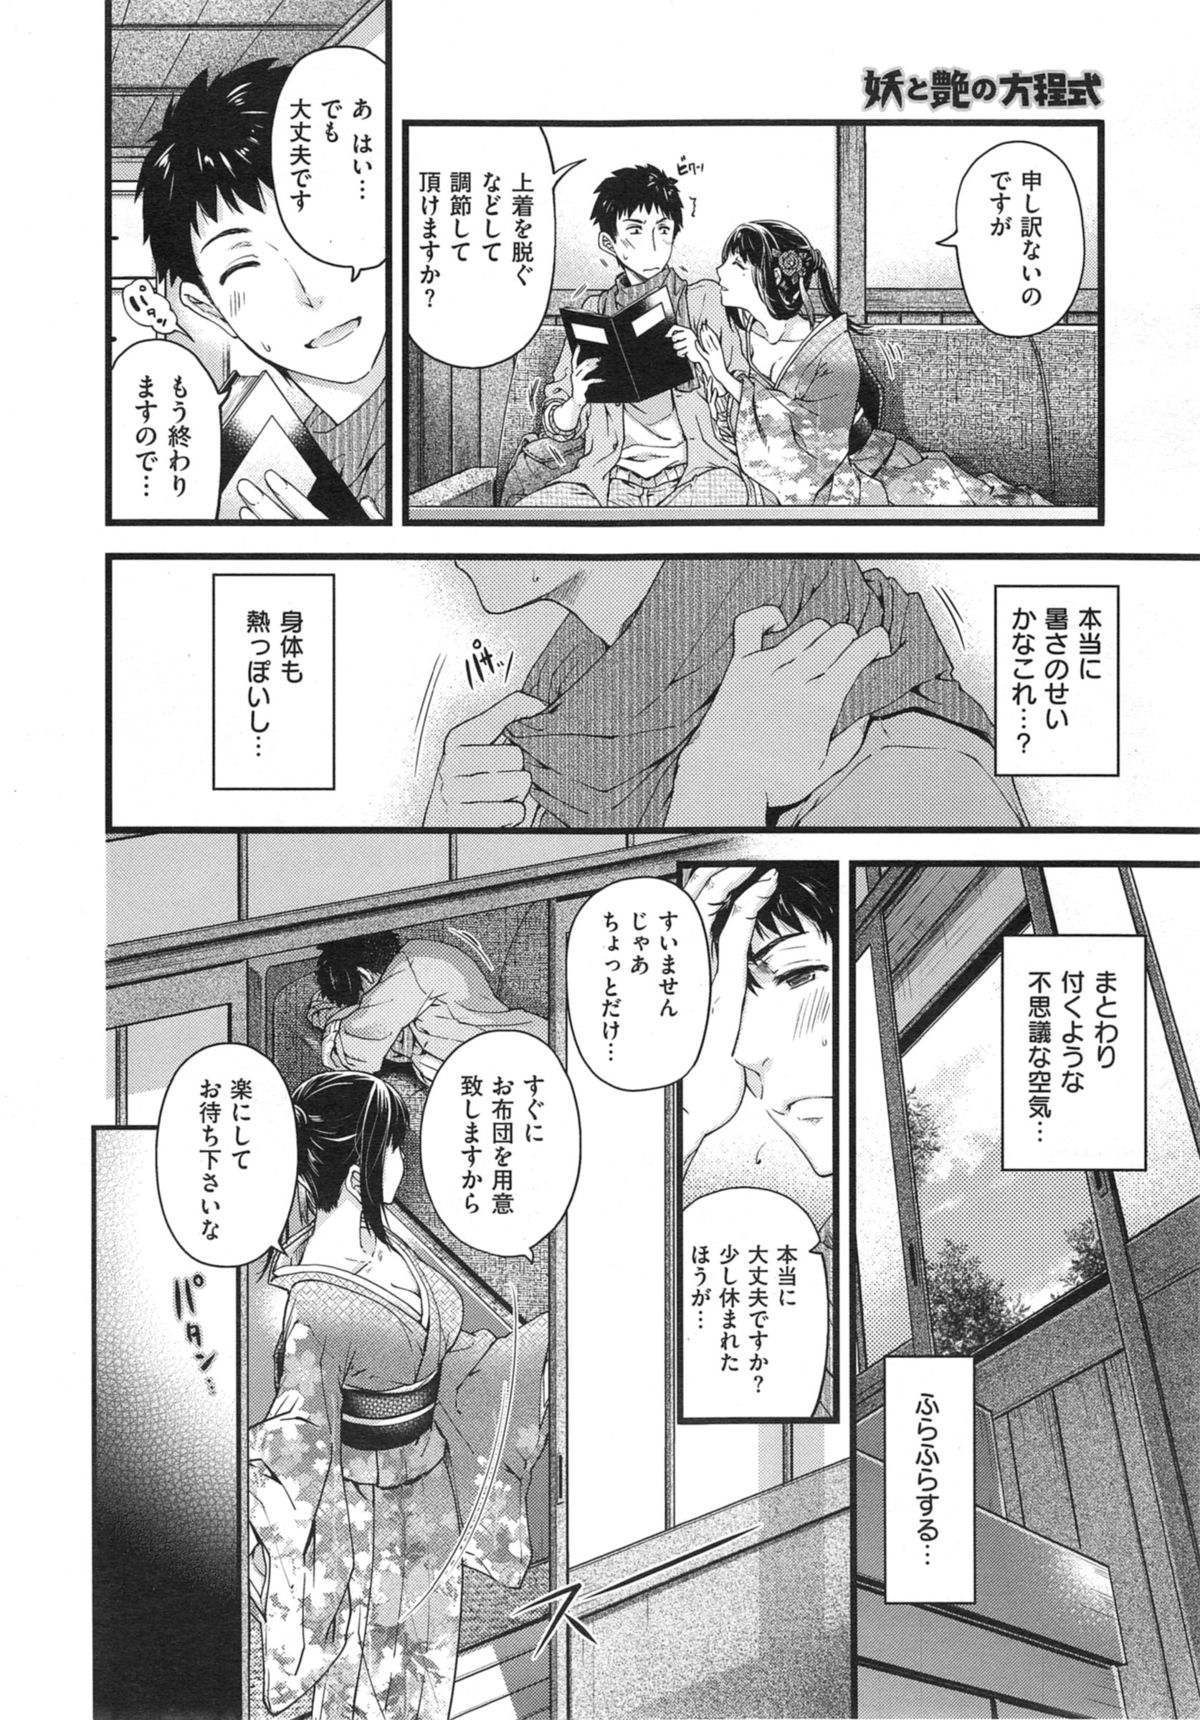 妖と艶の方程式
申し訳ないの
ですが
ビクーン
上着を脱ぐ
などして
調節して
頂けますか？
あ はい…
でも
大丈夫です
パタッ
もう終わり
ますので…
本当に
暑さのせい
かなこれ…？
パサッ
身体も
熱っぽいし…
まとわり
付くような
不思議な空気…
ふらふらする…
本当に
大丈夫ですか？
少し休まれた
ほうが…
すいません
じゃあ
ちょっとだけ…
すぐに
お布団を用意
致しますから
楽にして
お待ち下さいな
スッ
パタン…